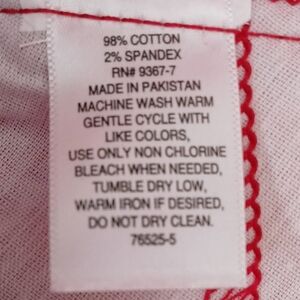 98% COTTON
2% SPANDEX
RN# 9367-7
MADE IN PAKISTAN
MACHINE WASH WARM
GENTLE CYCLE WITH
LIKE COLORS,
USE ONLY NON CHLORINE
BLEACH WHEN NEEDED,
TUMBLE DRY LOW,
WARM IRON IF DESIRED,
DO NOT DRY CLEAN.
76525-5